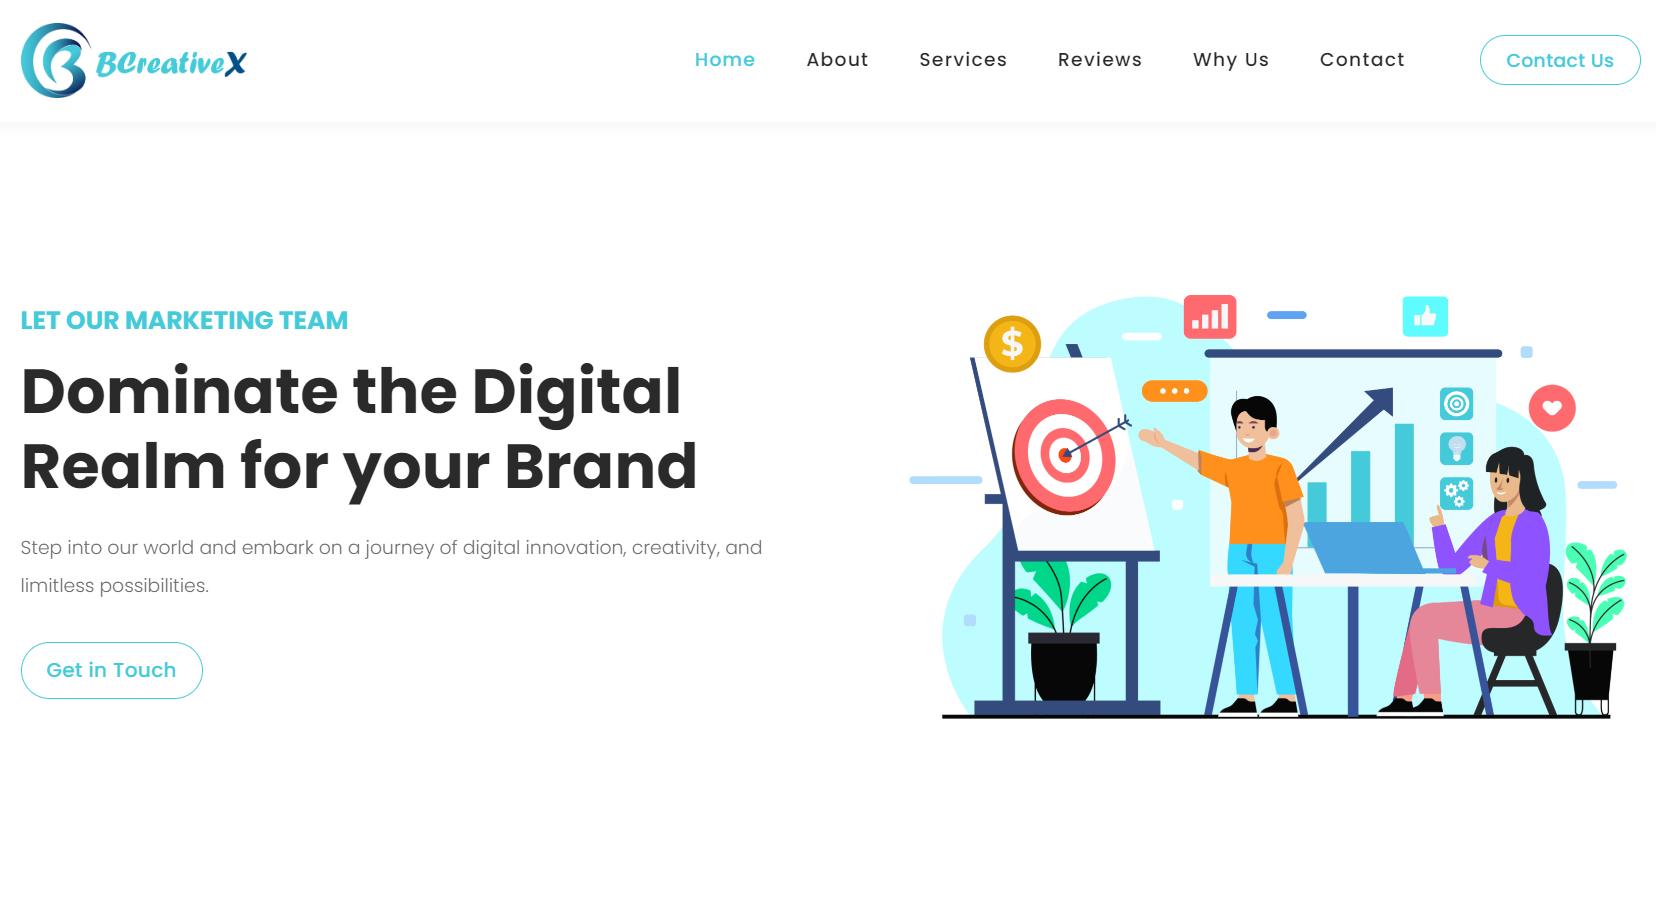 BCreativeX
Home About Services Reviews Why Us Contact Contact Us
LET OUR MARKETING TEAM
Dominate the Digital
Realm for your Brand
Step into our world and embark on a journey of digital innovation, creativity, and
limitless possibilities.
Get in Touch
$